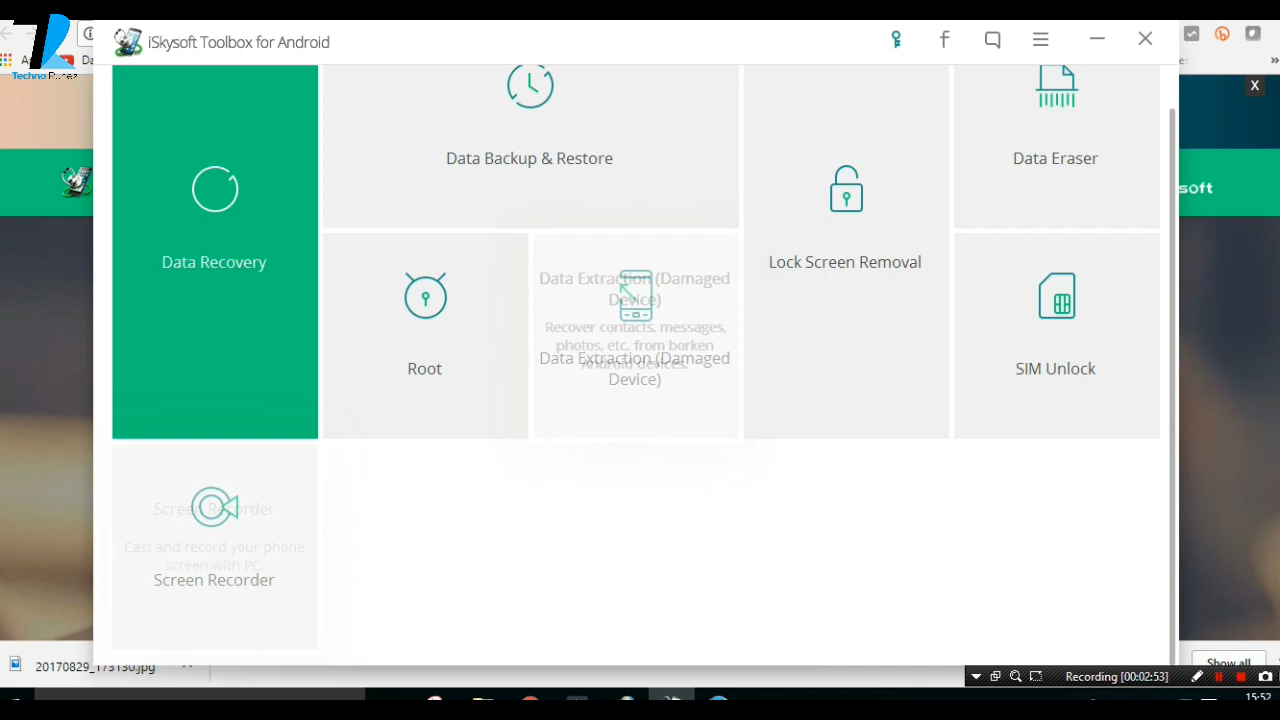 iSkysoft Toolbox for Android
Techno
X
soft
Data Recovery
Data Backup & Restore
Lock Screen Removal
Data Eraser
Root
Data Extraction (Damaged
Device)
Recover contacts, messages,
photos, etc. from borken
Android devices.
Data Extraction (Damaged
Device)
SIM Unlock
Screen Recorder
Cast and record your phone
screen with PC.
Screen Recorder
20170829_175150.jpg
Show all
Recording [00:02:53]
15:52